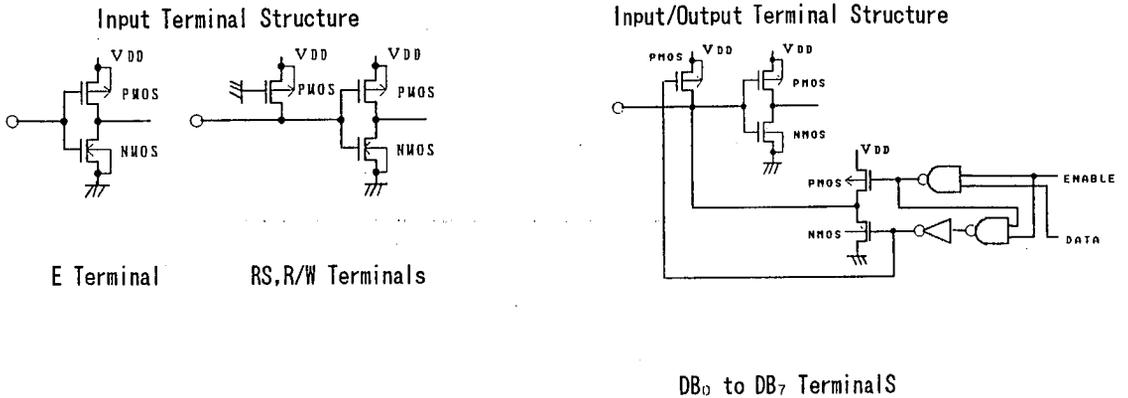 Input Terminal Structure
Input/Output Terminal Structure
VDD
PMOS
NMOS
VDD
PMOS
VDD
PMOS
NMOS
PMOS
VDD
VDD
PMOS
NMOS
VDD
PMOS
NMOS
ENABLE
DATA
E Terminal
RS,R/W Terminals
DB₀ to DB₇ TerminalS